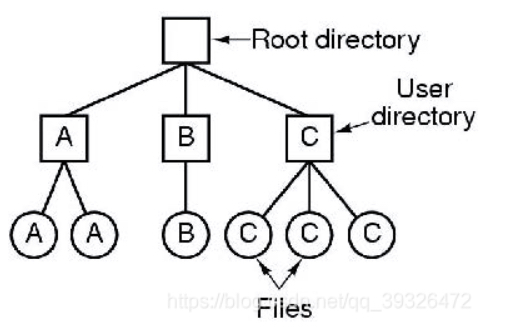 Root directory
User
directory
A
B
C
A
A
B
C
C
C
https://blog.csdn.net/qq_39326472
Files